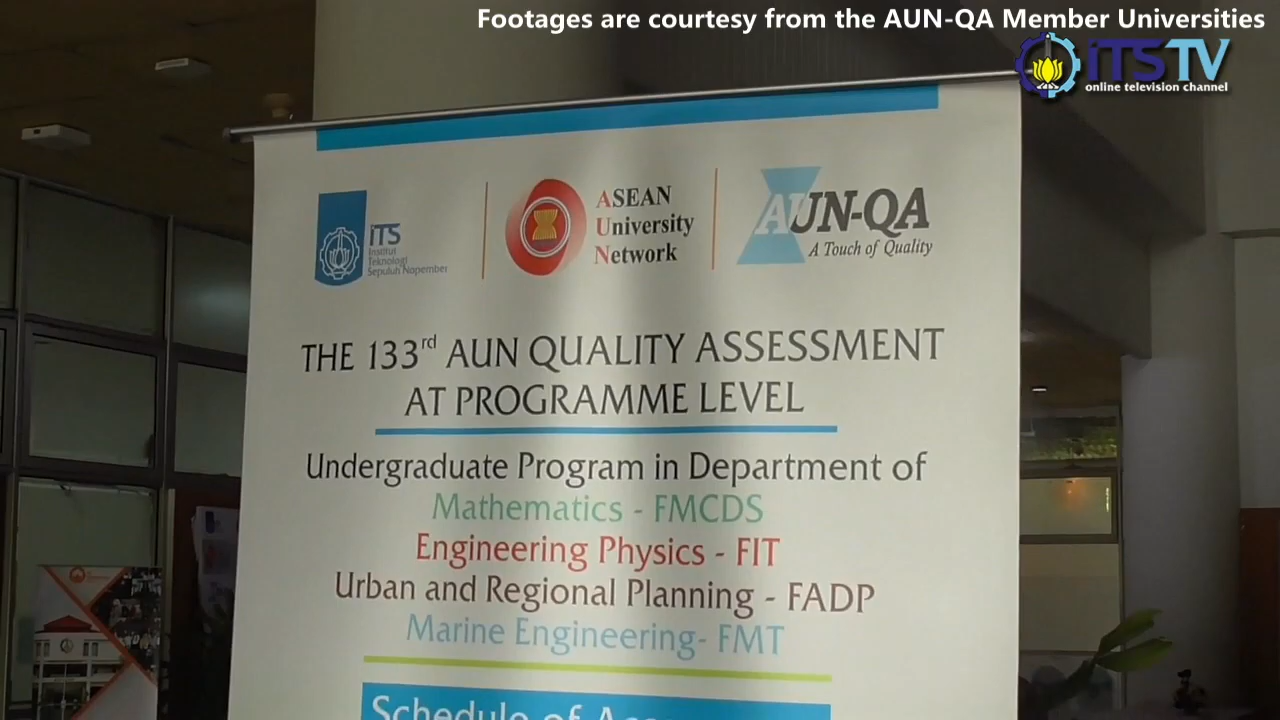 Footages are courtesy from the AUN-QA Member Universities
iTSTV
online television channel
iTS
Institut
Teknologi
Sepuluh Nopember
ASEAN
University
Network
AUN-QA
A Touch of Quality
THE 133rd AUN QUALITY ASSESSMENT
AT PROGRAMME LEVEL
Undergraduate Program in Department of
Mathematics - FMCDS
Engineering Physics - FIT
Urban and Regional Planning - FADP
Marine Engineering- FMT
Schedule of